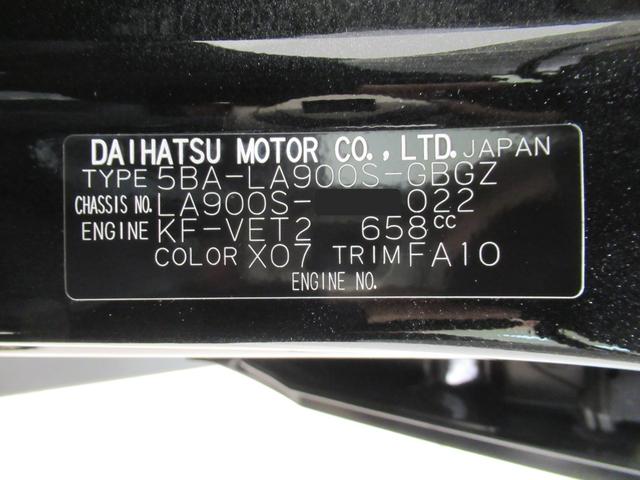 DAIHATSU MOTOR CO., LTD. JAPAN
TYPE 5BA-LA900S-GBGZ
CHASSIS NO. LA900S- 022
ENGINE KF-VET2 658cc
COLOR X07 TRIM FA10
ENGINE NO.